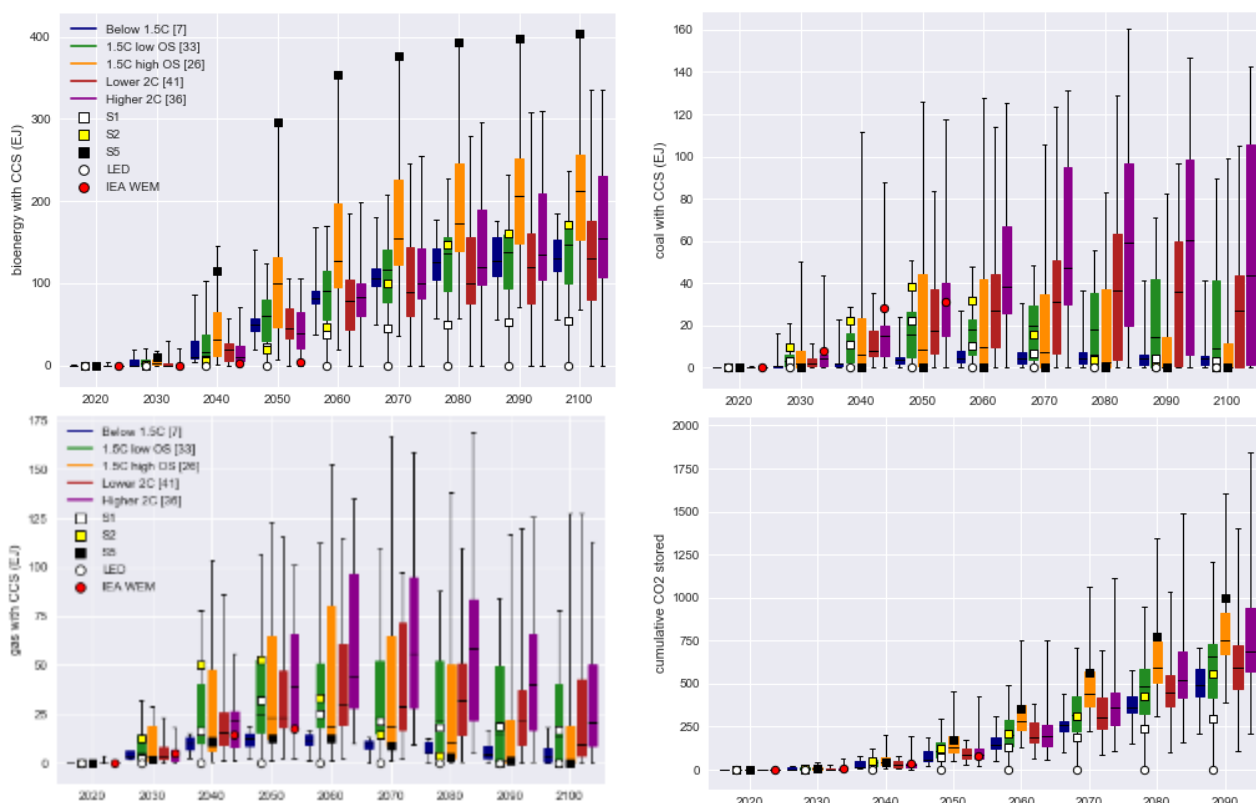 400
300
200
100
0
bioenergy with CCS (EJ)
Below 1.5C [7]
1.5C low OS [33]
1.5C high OS [26]
Lower 2C [41]
Higher 2C [36]
S1
S2
S5
LED
IEA WEM
2020 2030 2040 2050 2060 2070 2080 2090 2100
160
140
120
100
80
60
40
20
0
coal with CCS (EJ)
2020 2030 2040 2050 2060 2070 2080 2090 2100
175
150
125
100
75
50
25
0
gas with CCS (EJ)
Below 1.5C [7]
1.5C low OS [33]
1.5C high OS [26]
Lower 2C [41]
Higher 2C [36]
S1
S2
S5
LED
IEA WEM
2020 2030 2040 2050 2060 2070 2080 2090 2100
2000
1750
1500
1250
1000
750
500
250
0
cumulative CO2 stored
2020 2030 2040 2050 2060 2070 2080 2090